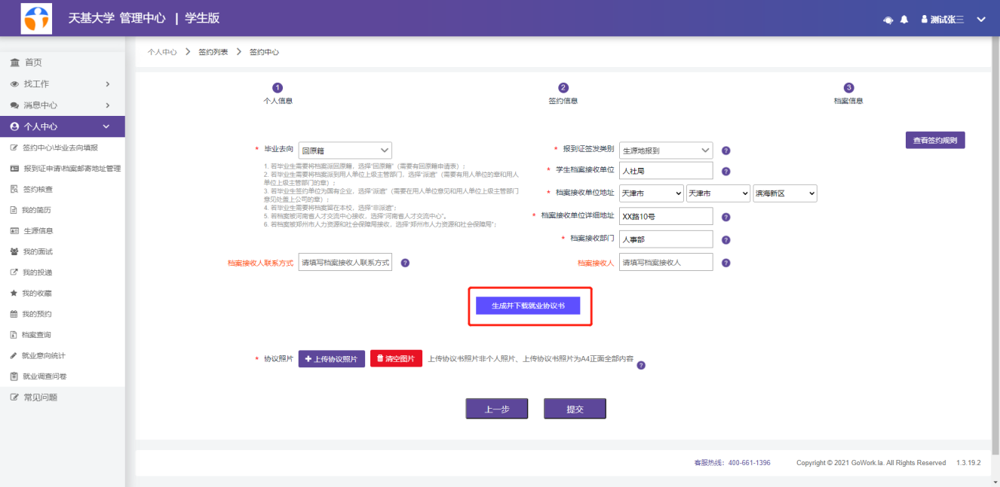 天基大学 管理中心 | 学生版
测试张三
首页
找工作
消息中心
个人中心
签约中心\毕业去向填报
报到证申请\档案邮寄地址管理
签约核查
我的简历
生源信息
我的面试
我的投递
我的收藏
我的预约
档案查询
就业意向统计
就业调查问卷
常见问题
个人中心 > 签约列表 > 签约中心
1
个人信息
2
签约信息
3
档案信息
查看签约规则
* 毕业去向 回原籍
1. 若毕业生需要将档案派回原籍，选择“回原籍”（需要有回原籍申请表）;
2. 若毕业生需要将档案派到用人单位上级主管部门，选择“派遣”（需要有用人单位的章和用人
单位上级主管部门的章）;
3. 若毕业生签约单位为国有企业，选择“派遣”（需要在用人单位意见和用人单位上级主管部门
意见处盖上公司的章）;
4. 若毕业生需要将档案留在本校，选择“非派遣”;
5. 若档案被河南省人才交流中心接收，选择“河南省人才交流中心”。
6. 若档案被郑州市人力资源和社会保障局接收，选择“郑州市人力资源和社会保障局”;
* 报到证签发类别 生源地报到 ?
* 学生档案接收单位 人社局 ?
* 档案接收单位地址 天津市 天津市 滨海新区
* 档案接收单位详细地址 XX路10号 ?
* 档案接收部门 人事部 ?
档案接收人联系方式 请填写档案接收人联系方式 ?
档案接收人 请填写档案接收人 ?
生成并下载就业协议书
* 协议照片 +上传协议照片 清空图片 上传协议书照片非个人照片、上传协议书照片为A4正面全部内容 ?
上一步 提交
客服热线：400-661-1396 Copyright © 2021 GoWork.la. All Rights Reserved 1.3.19.2